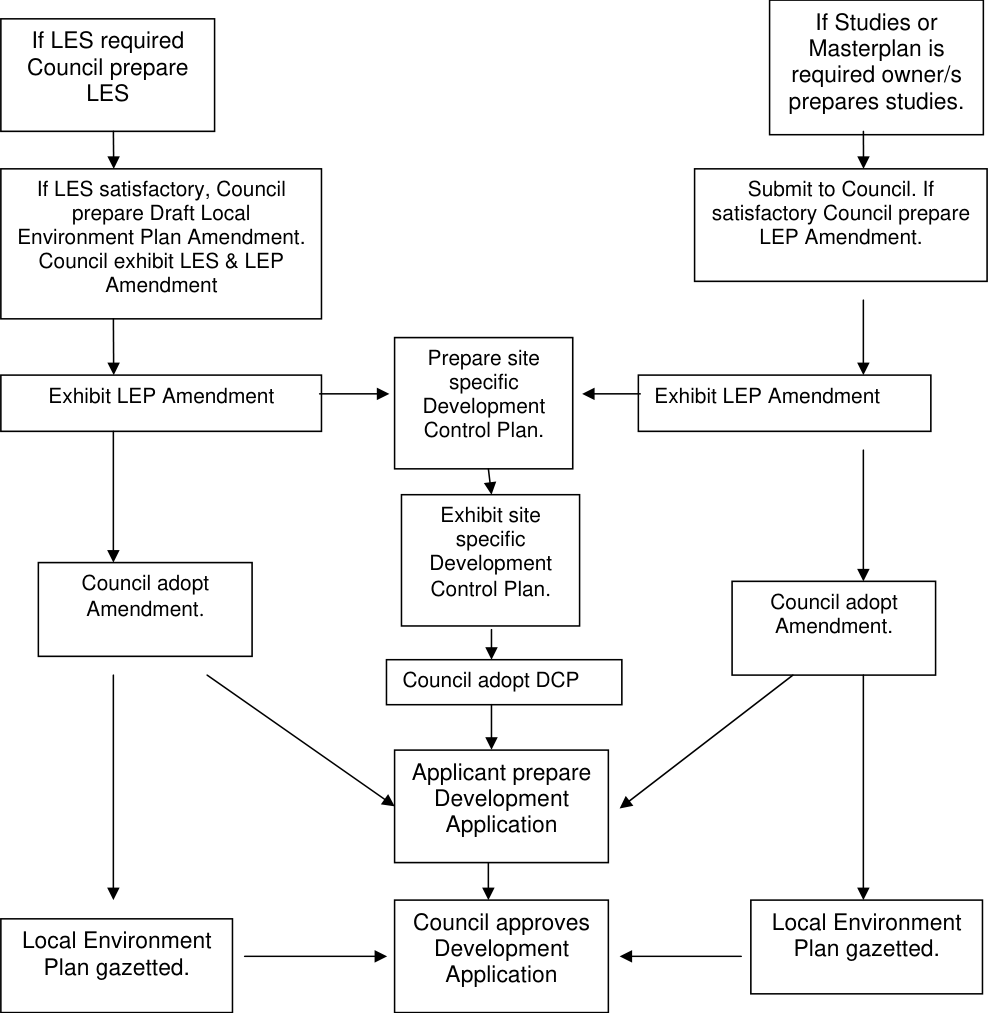 If LES required
Council prepare
LES
If Studies or
Masterplan is
required owner/s
prepares studies.
If LES satisfactory, Council
prepare Draft Local
Environment Plan Amendment.
Council exhibit LES & LEP
Amendment
Submit to Council. If
satisfactory Council prepare
LEP Amendment.
Exhibit LEP Amendment
Prepare site
specific
Development
Control Plan.
Exhibit LEP Amendment
Exhibit site
specific
Development
Control Plan.
Council adopt
Amendment.
Council adopt
Amendment.
Council adopt DCP
Applicant prepare
Development
Application
Local Environment
Plan gazetted.
Council approves
Development
Application
Local Environment
Plan gazetted.